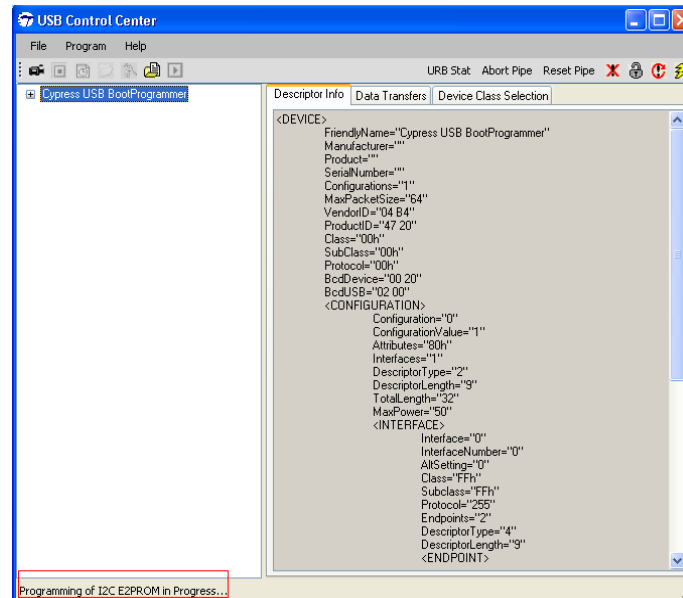 USB Control Center
File Program Help
URB Stat Abort Pipe Reset Pipe
Cypress USB BootProgrammer
Descriptor Info Data Transfers Device Class Selection
<DEVICE>
FriendlyName="Cypress USB BootProgrammer"
Manufacturer=""
Product=""
SerialNumber=""
Configurations="1"
MaxPacketSize="64"
VendorID="04 B4"
ProductID="47 20"
Class="00h"
SubClass="00h"
Protocol="00h"
BcdDevice="00 20"
BcdUSB="02 00"
<CONFIGURATION>
Configuration="0"
ConfigurationValue="1"
Attributes="80h"
Interfaces="1"
DescriptorType="2"
DescriptorLength="9"
TotalLength="32"
MaxPower="50"
<INTERFACE>
Interface="0"
InterfaceNumber="0"
AltSetting="0"
Class="FFh"
Subclass="FFh"
Protocol="255"
Endpoints="2"
DescriptorType="4"
DescriptorLength="9"
<ENDPOINT>
Programming of I2C E2PROM in Progress...